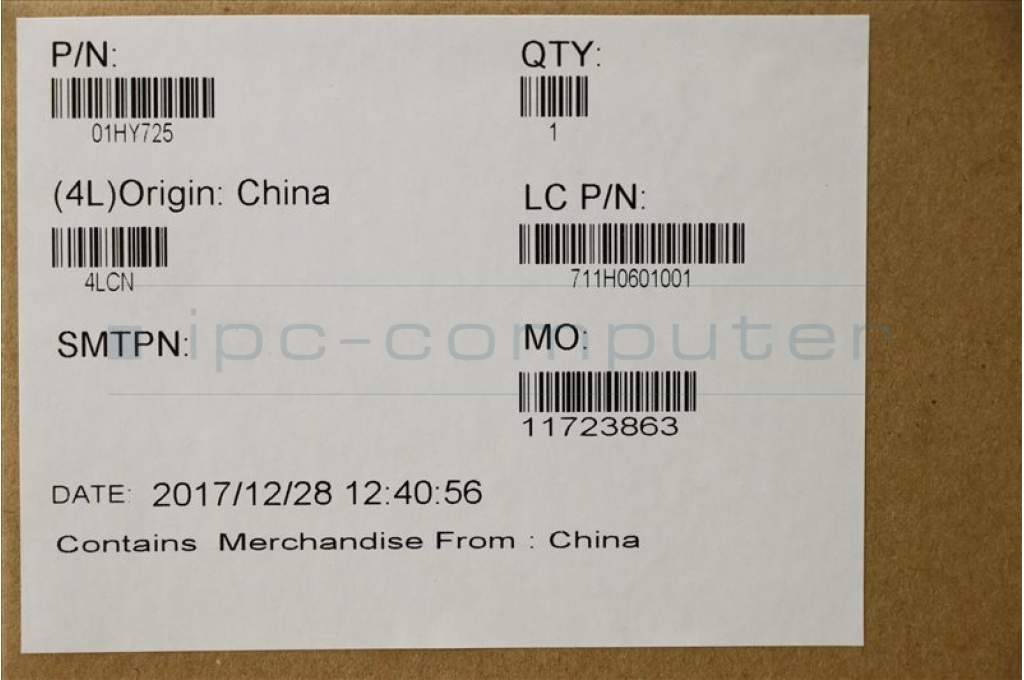 P/N:
01HY725
QTY:
1
(4L)Origin: China
4LCN
LC P/N:
711H0601001
SMTPN:
MO:
11723863
ipc-computer
DATE: 2017/12/28 12:40:56
Contains Merchandise From : China